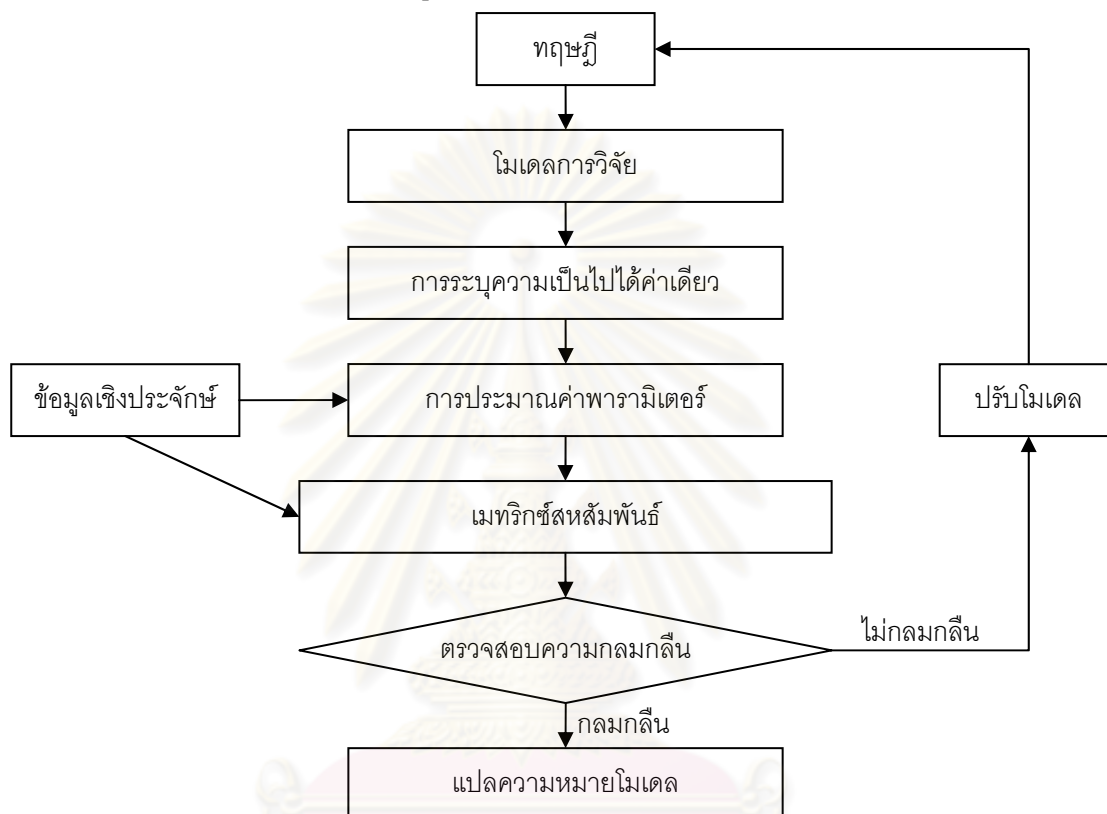 ทฤษฎี
โมเดลการวิจัย
การระบุความเป็นไปได้ค่าเดียว
ข้อมูลเชิงประจักษ์
การประมาณค่าพารามิเตอร์
ปรับโมเดล
เมทริกซ์สหสัมพันธ์
ตรวจสอบความกลมกลืน
ไม่กลมกลืน
กลมกลืน
แปลความหมายโมเดล